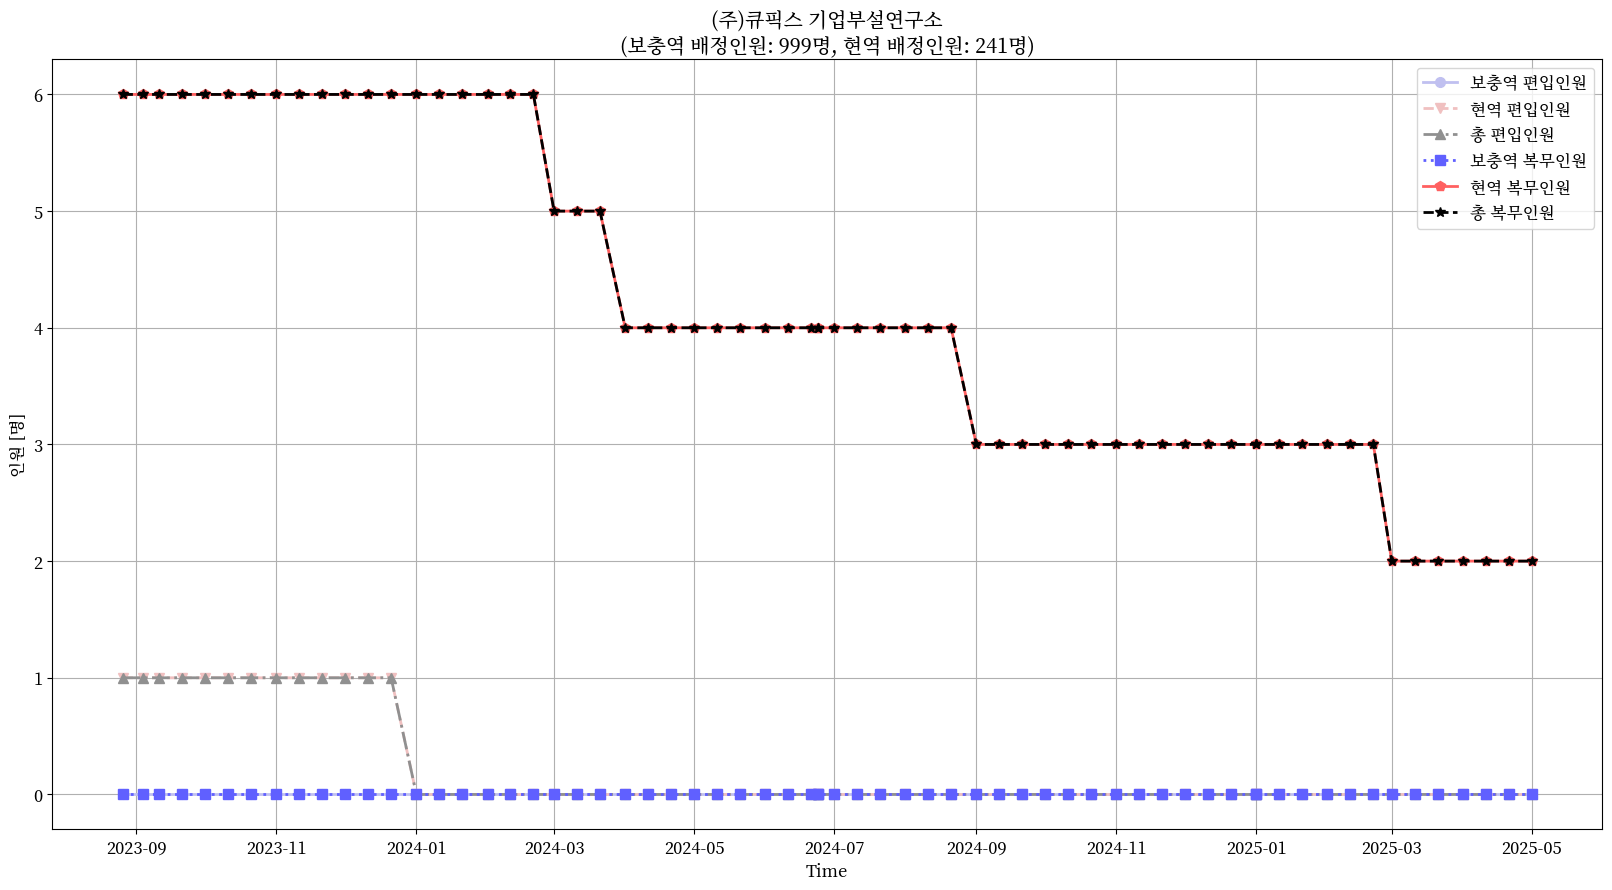 (주)큐픽스 기업부설연구소
(보충역 배정인원: 999명, 현역 배정인원: 241명)
보충역 편입인원
현역 편입인원
총 편입인원
보충역 복무인원
현역 복무인원
총 복무인원
인원 [명]
6
5
4
3
2
1
0
2023-09 2023-11 2024-01 2024-03 2024-05 2024-07 2024-09 2024-11 2025-01 2025-03 2025-05
Time